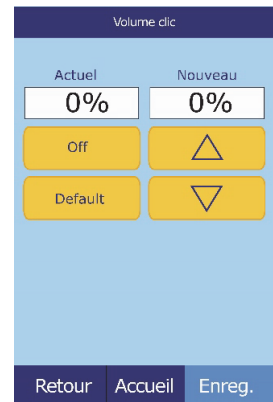 Volume clic
Actuel Nouveau
0% 0%
Off
Default
Retour Accueil Enreg.